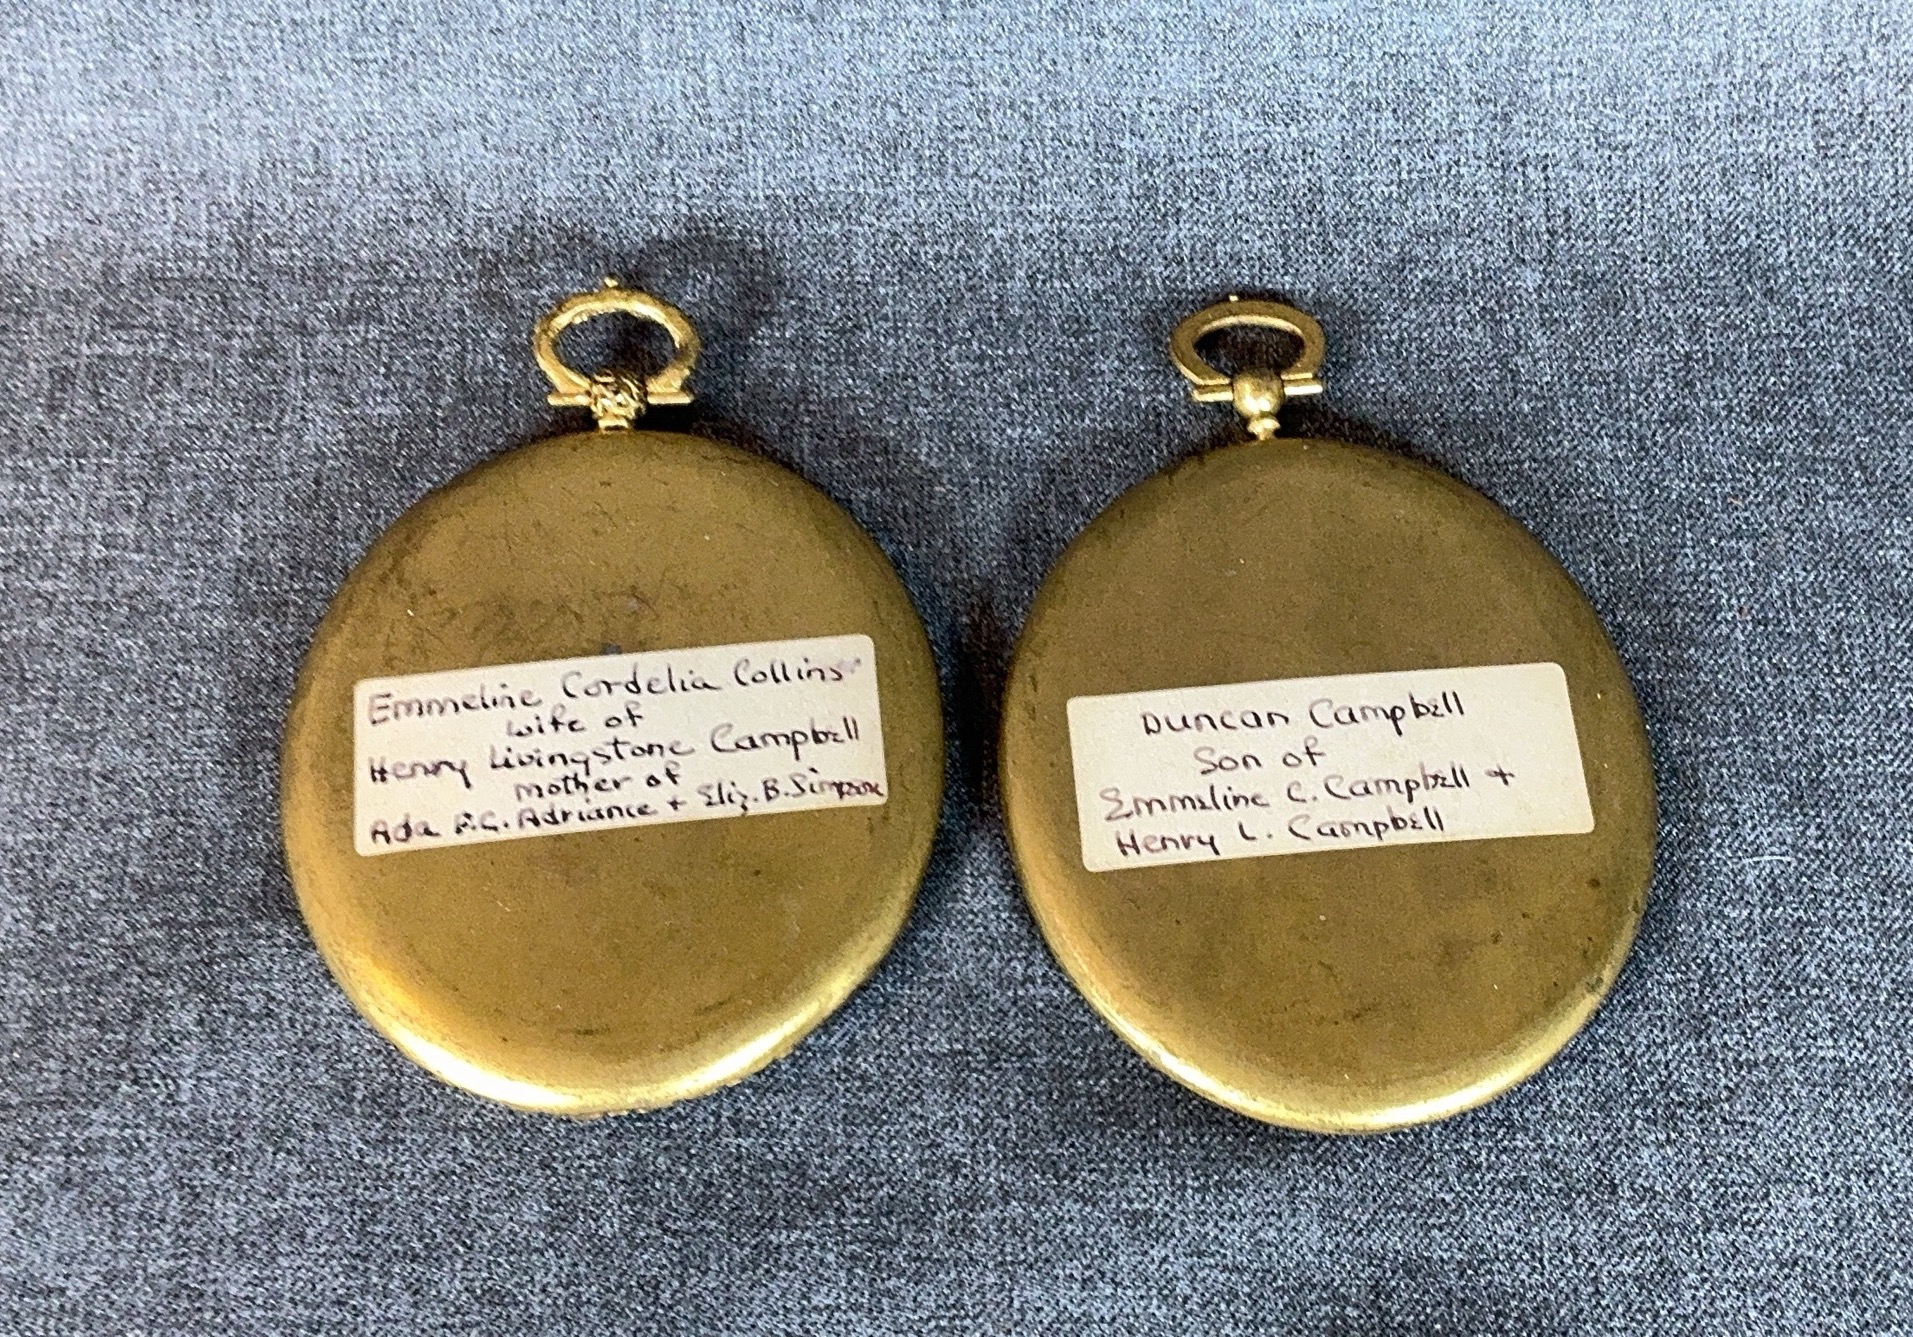 Emmeline Cordelia Collins
wife of
Henry Livingstone Campbell
mother of
Ada F.C. Adriance + Eliz. B. Simpson
Duncan Campbell
Son of
Emmeline C. Campbell +
Henry L. Campbell